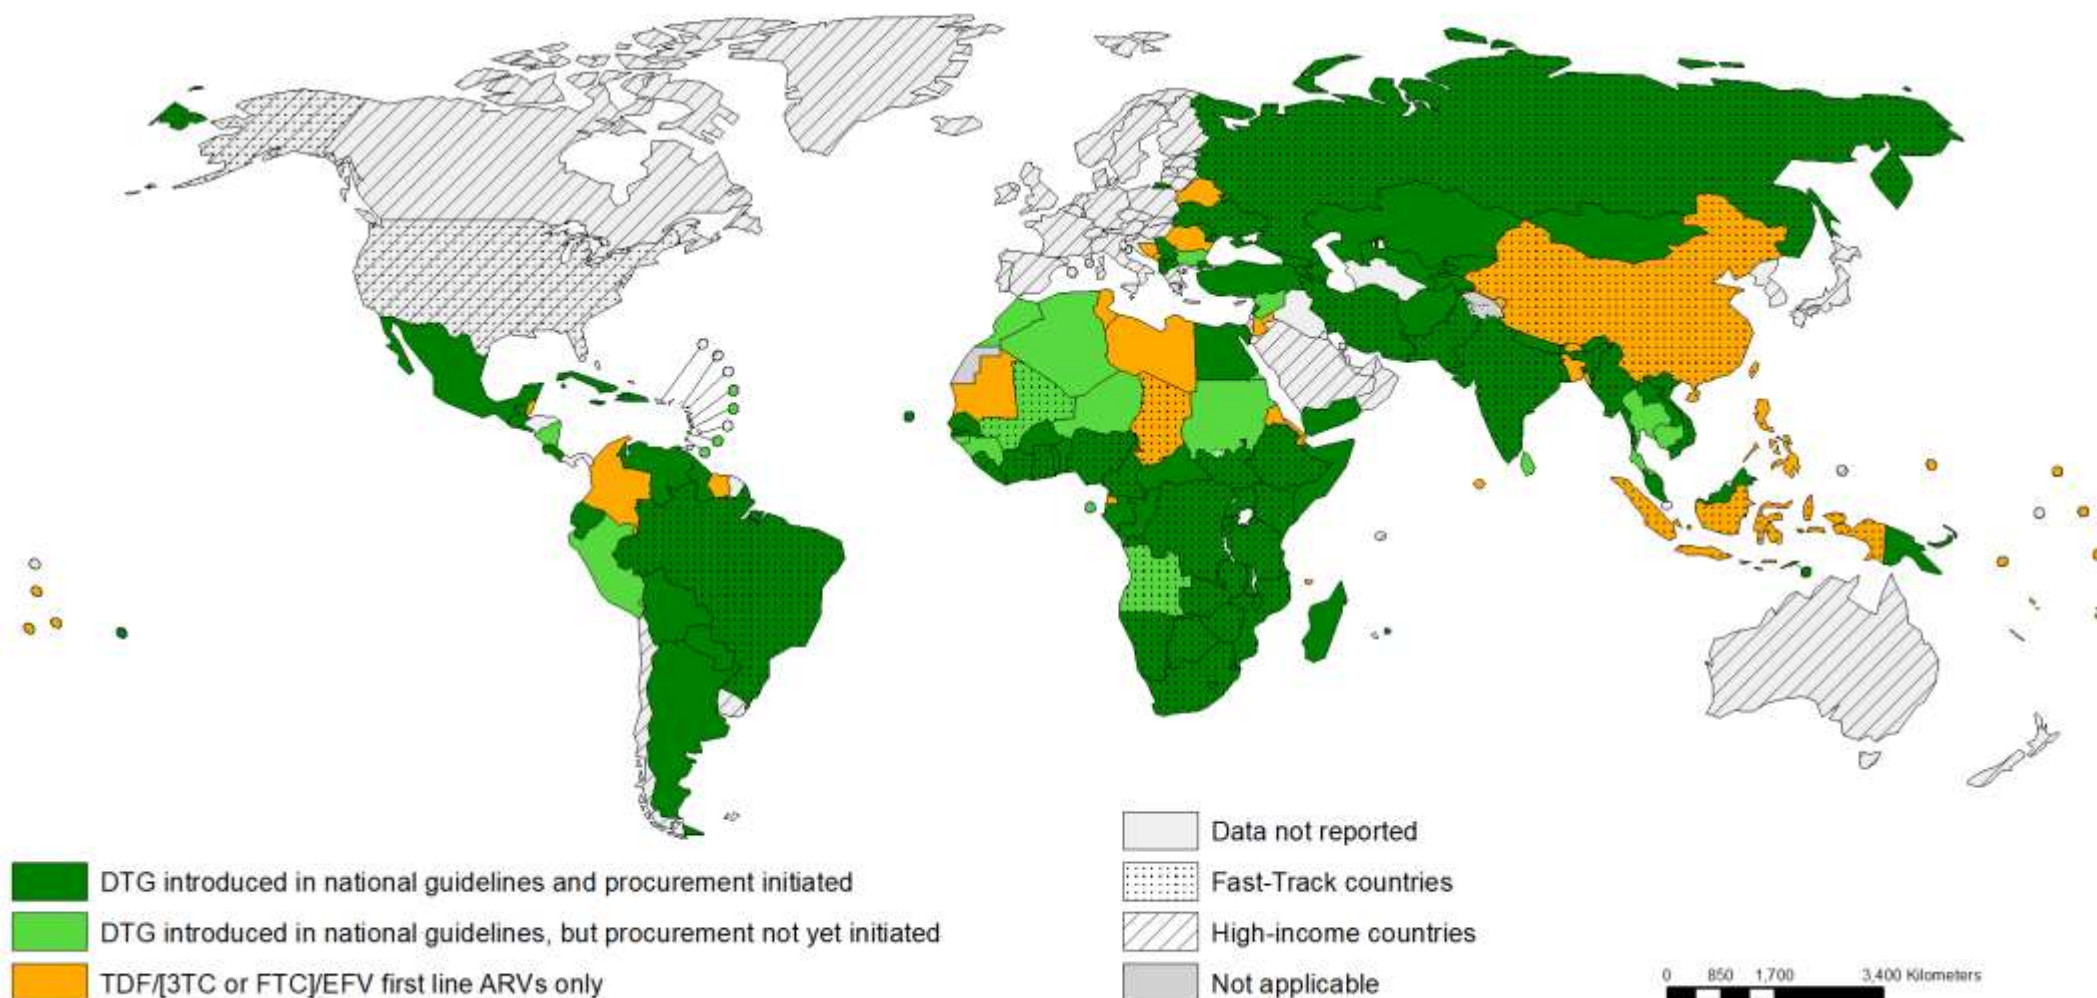 DTG introduced in national guidelines and procurement initiated
DTG introduced in national guidelines, but procurement not yet initiated
TDF/[3TC or FTC]/EFV first line ARVs only
Data not reported
Fast-Track countries
High-income countries
Not applicable
0 850 1,700 3,400 Kilometers